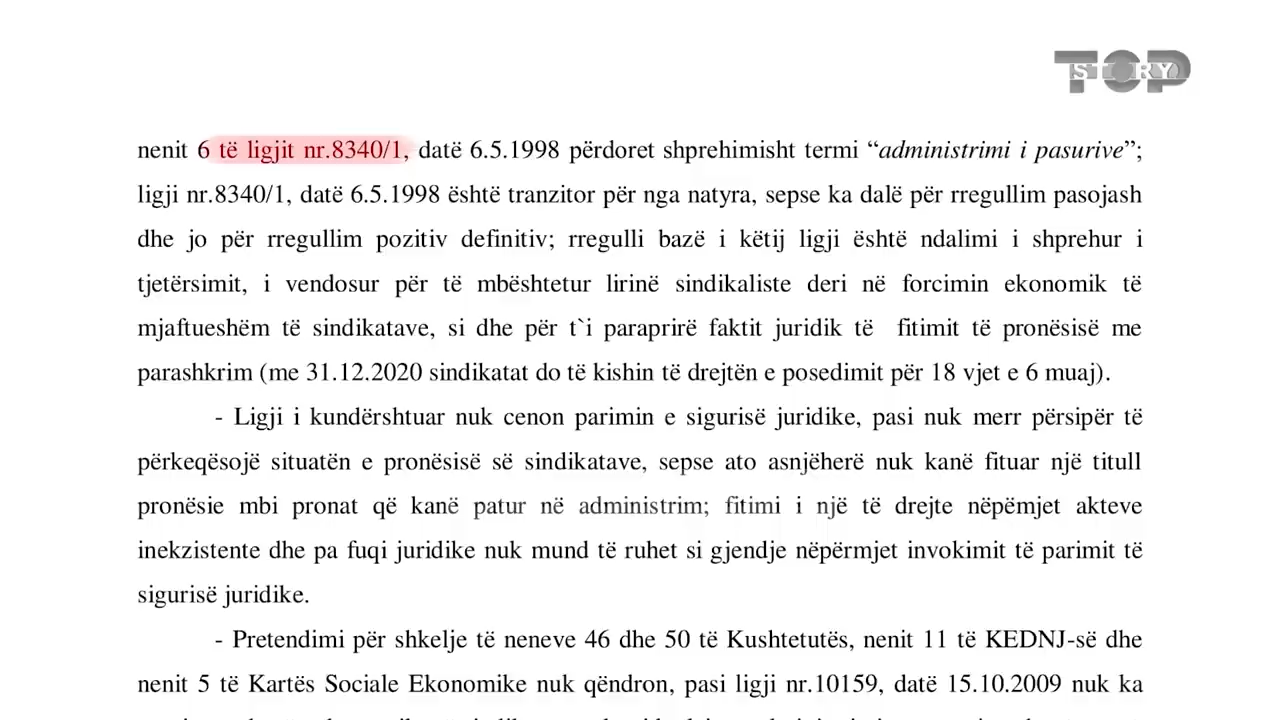 TOP STORY
nenit 6 të ligjit nr.8340/1, datë 6.5.1998 përdoret shprehimisht termi “administrimi i pasurive”;
ligji nr.8340/1, datë 6.5.1998 është tranzitor për nga natyra, sepse ka dalë për rregullim pasojash
dhe jo për rregullim pozitiv definitiv; rregulli bazë i këtij ligji është ndalimi i shprehur i
tjetërsimit, i vendosur për të mbështetur lirinë sindikaliste deri në forcimin ekonomik të
mjaftueshëm të sindikatave, si dhe për t`i paraprirë faktit juridik të fitimit të pronësisë me
parashkrim (me 31.12.2020 sindikatat do të kishin të drejtën e posedimit për 18 vjet e 6 muaj).
- Ligji i kundërshtuar nuk cenon parimin e sigurisë juridike, pasi nuk merr përsipër të
përkeqësojë situatën e pronësisë së sindikatave, sepse ato asnjëherë nuk kanë fituar një titull
pronësie mbi pronat që kanë patur në administrim; fitimi i një të drejte nëpëmjet akteve
inekzistente dhe pa fuqi juridike nuk mund të ruhet si gjendje nëpërmjet invokimit të parimit të
sigurisë juridike.
- Pretendimi për shkelje të neneve 46 dhe 50 të Kushtetutës, nenit 11 të KEDNJ-së dhe
nenit 5 të Kartës Sociale Ekonomike nuk qëndron, pasi ligji nr.10159, datë 15.10.2009 nuk ka